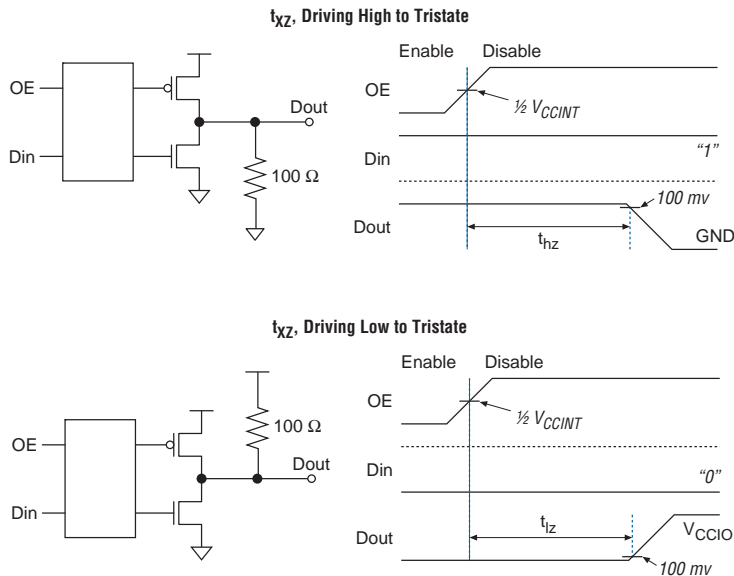 tXZ, Driving High to Tristate
Enable Disable
OE
Din
Dout
100 Ω
OE
½ VCCINT
Din
"1"
Dout
100 mv
thz
GND
tXZ, Driving Low to Tristate
Enable Disable
100 Ω
OE
Din
Dout
OE
½ VCCINT
Din
"0"
Dout
tlz
VCCIO
100 mv